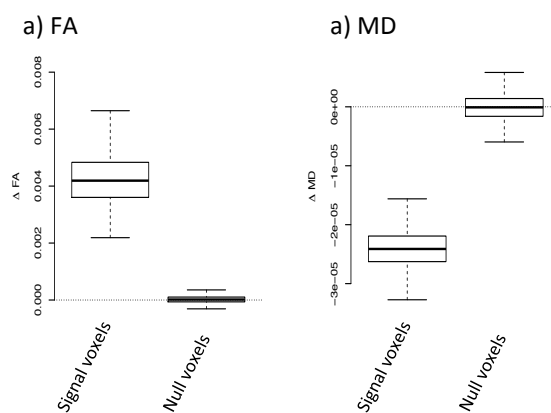 a) FA
a) MD
0.008
0.006
0.004
0.002
0.000
Δ FA
Signal voxels
Null voxels
0e+00
−1e−05
−2e−05
−3e−05
Δ MD
Signal voxels
Null voxels